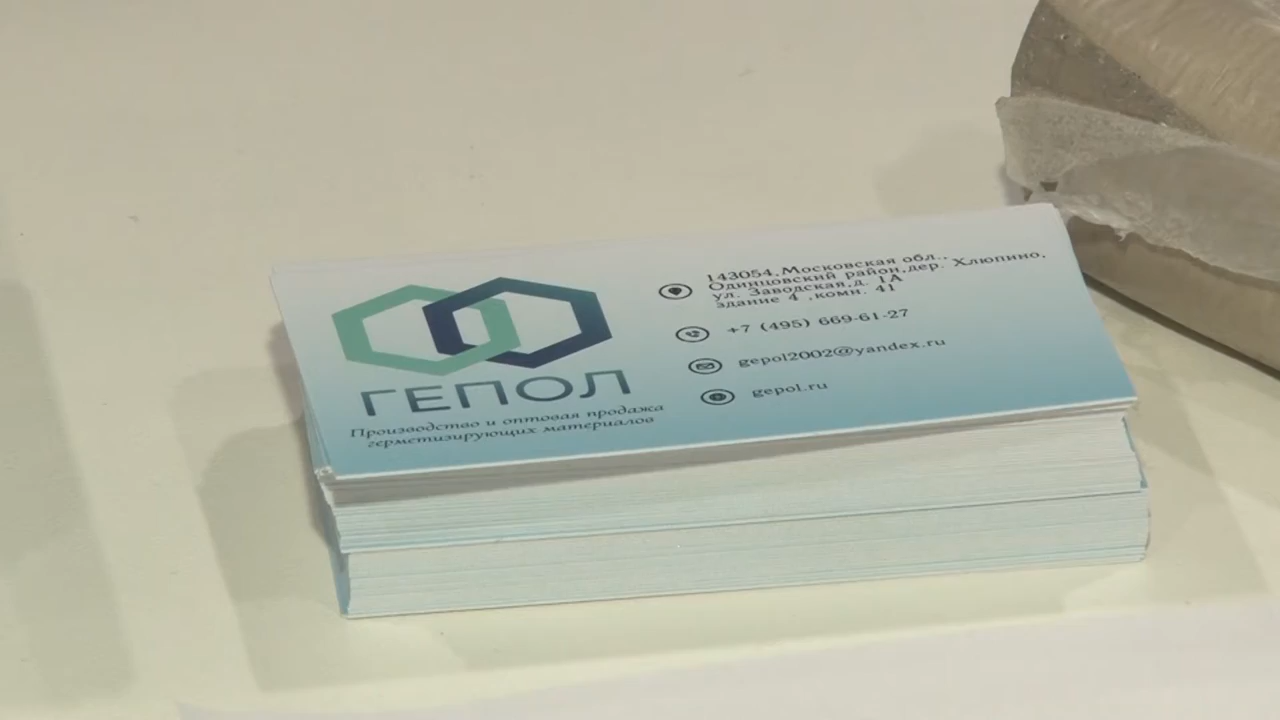 ГЕПОЛ
Производство и оптовая продажа
герметизирующих материалов
143054,Московская обл.,
Одинцовский район,дер. Хлюпино,
ул. Заводская,д. 1А
здание 4 ,комн. 41
+7 (495) 669-61-27
gepol2002@yandex.ru
gepol.ru